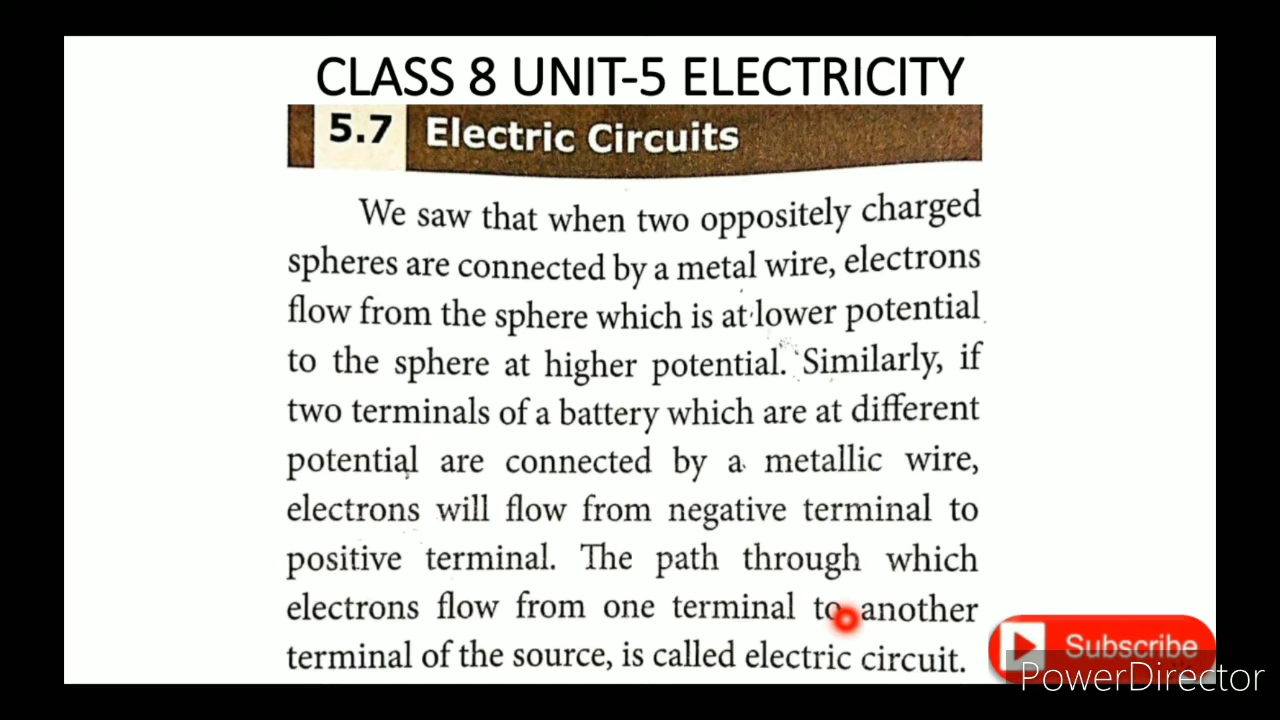 CLASS 8 UNIT-5 ELECTRICITY
5.7 Electric Circuits
We saw that when two oppositely charged
spheres are connected by a metal wire, electrons
flow from the sphere which is at lower potential
to the sphere at higher potential. Similarly, if
two terminals of a battery which are at different
potential are connected by a metallic wire,
electrons will flow from negative terminal to
positive terminal. The path through which
electrons flow from one terminal to another
terminal of the source, is called electric circuit.
Subscribe
PowerDirector